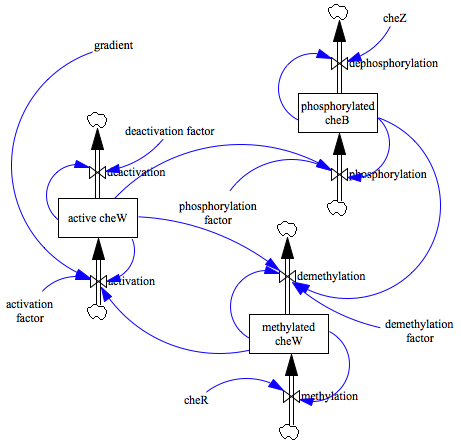 cheZ
gradient
dephosphorylation
phosphorylated
cheB
deactivation factor
deactivation
phosphorylation
phosphorylation
factor
active cheW
demethylation
activation
activation
factor
methylated
cheW
demethylation
factor
cheR
methylation